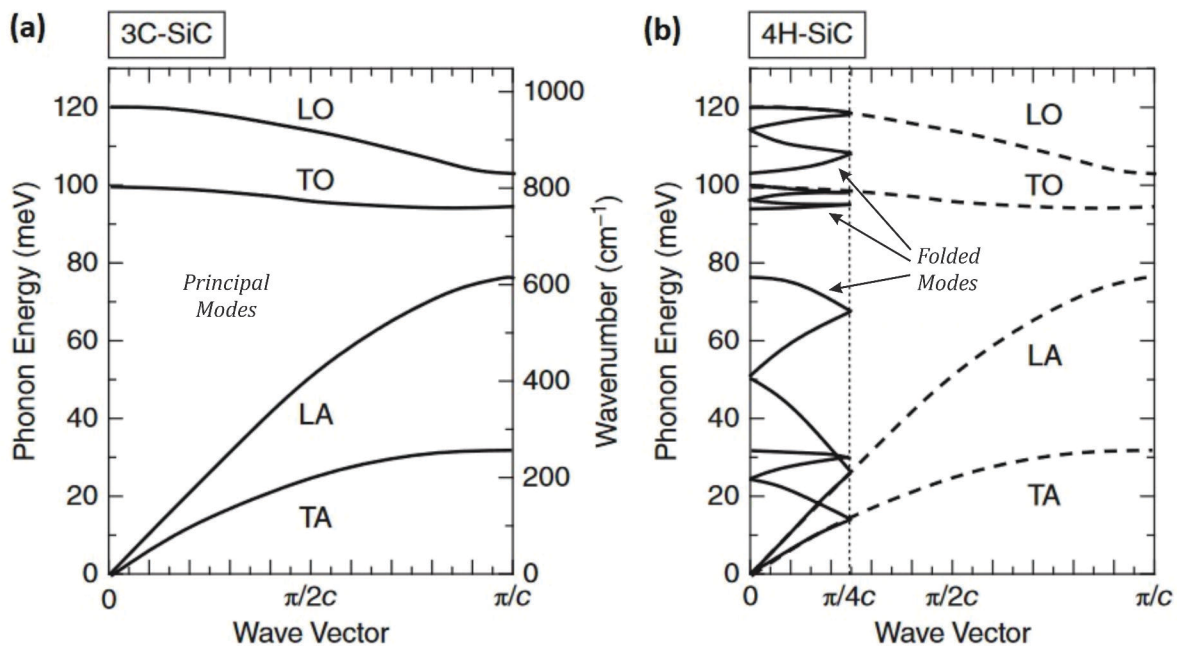 (a)
3C-SiC
Phonon Energy (meV)
120
100
80
60
40
20
0
LO
TO
Principal
Modes
LA
TA
1000
800
600
400
200
0
Wavenumber (cm⁻¹)
0
π/2c
π/c
Wave Vector
(b)
4H-SiC
Phonon Energy (meV)
120
100
80
60
40
20
0
LO
TO
Folded
Modes
LA
TA
0
π/4c
π/2c
π/c
Wave Vector